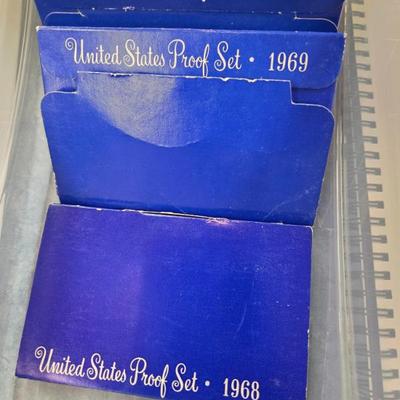 United States Proof Set • 1969
United States Proof Set • 1968